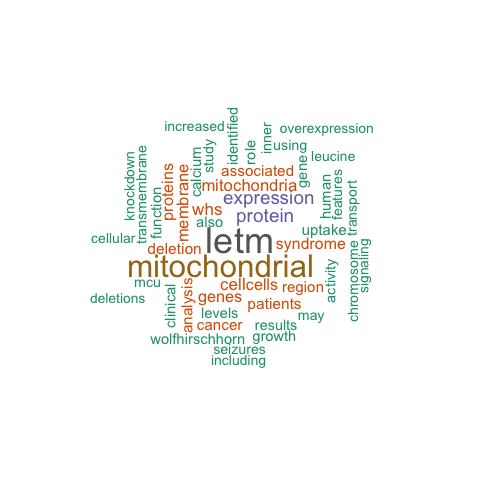 increased
identified
inner
overexpression
role
using
study
gene
leucine
knockdown
transmembrane
calcium
associated
proteins
membrane
mitochondria
human
features
transport
function
whs
expression
also
protein
uptake
cellular
deletion
letm
syndrome
signaling
chromosome
mitochondrial
mcu
cell
cells
region
activity
deletions
clinical
analysis
genes
patients
levels
may
cancer
results
wolfhirschhorn
growth
seizures
including